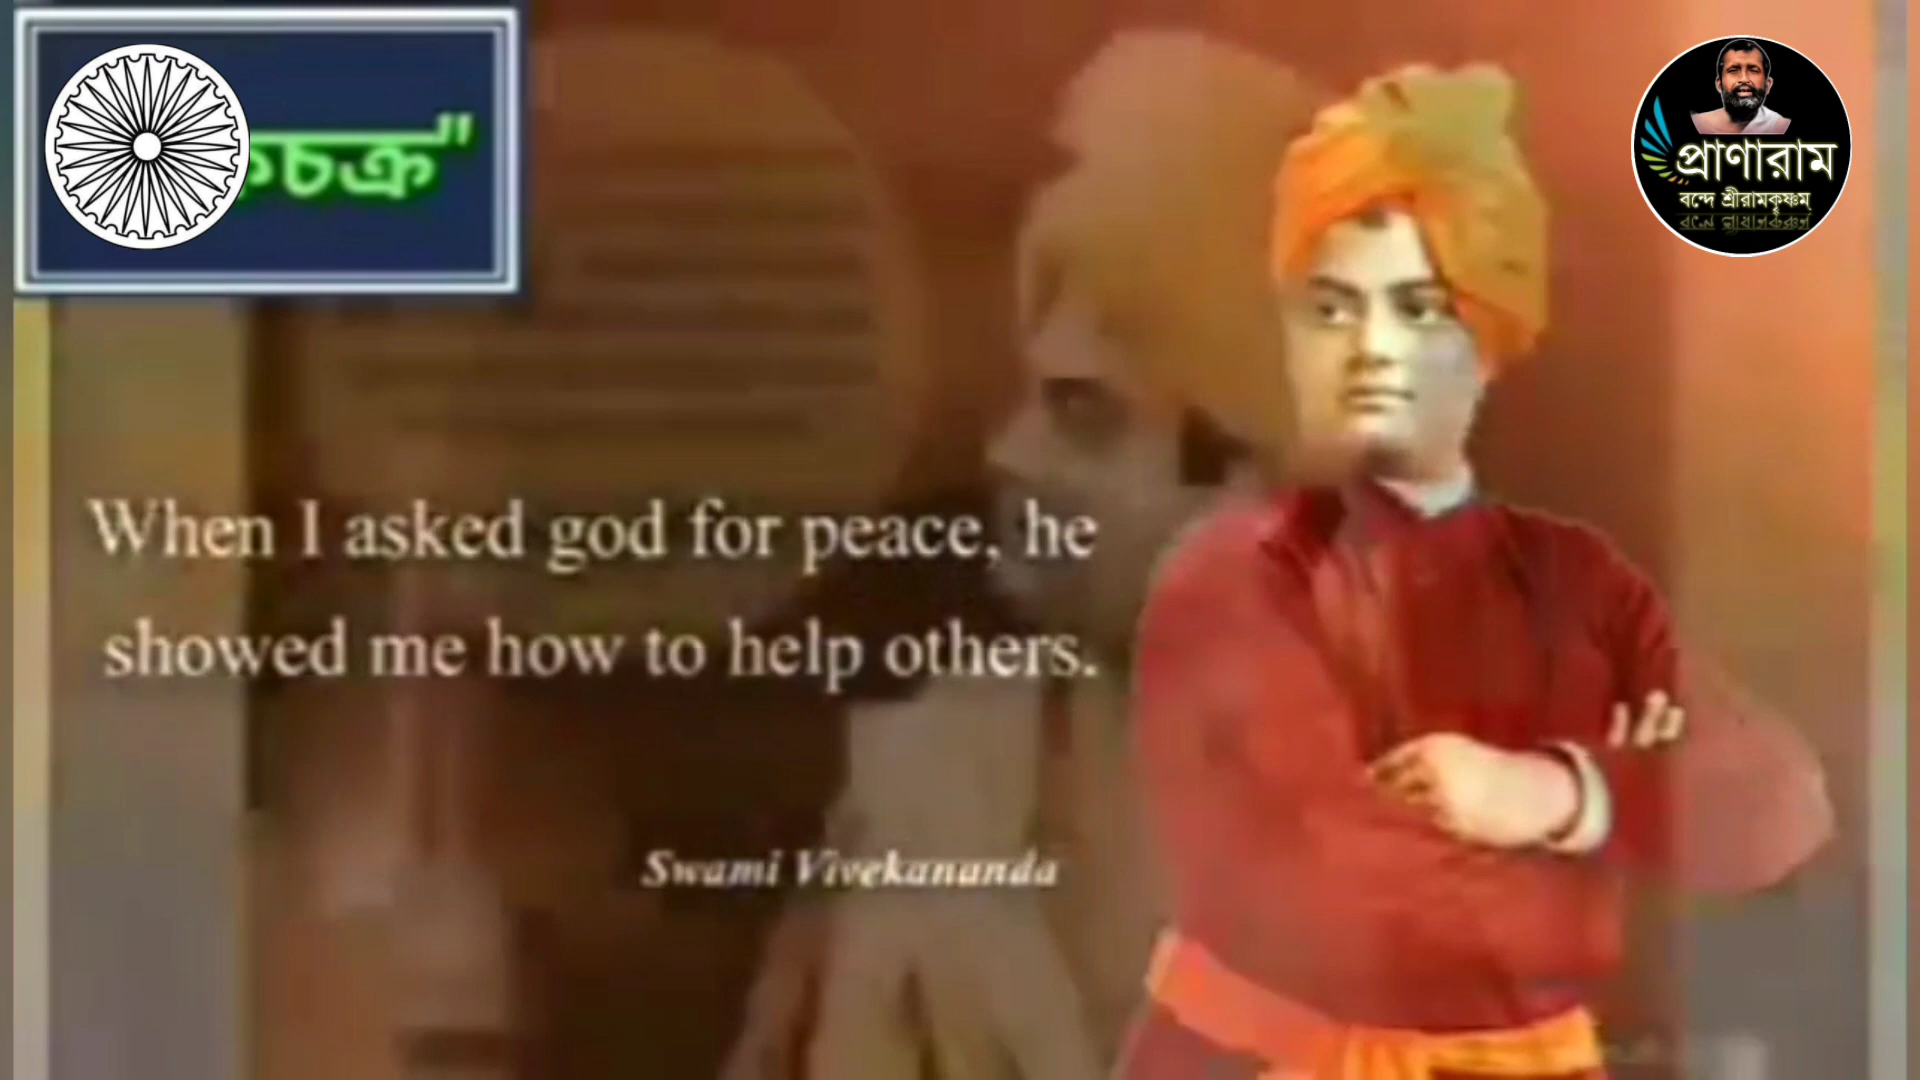 চক্র"
প্রাণারাম
বন্দে শ্রীরামকৃষ্ণম্
When I asked god for peace, he
showed me how to help others.
Swami Vivekananda